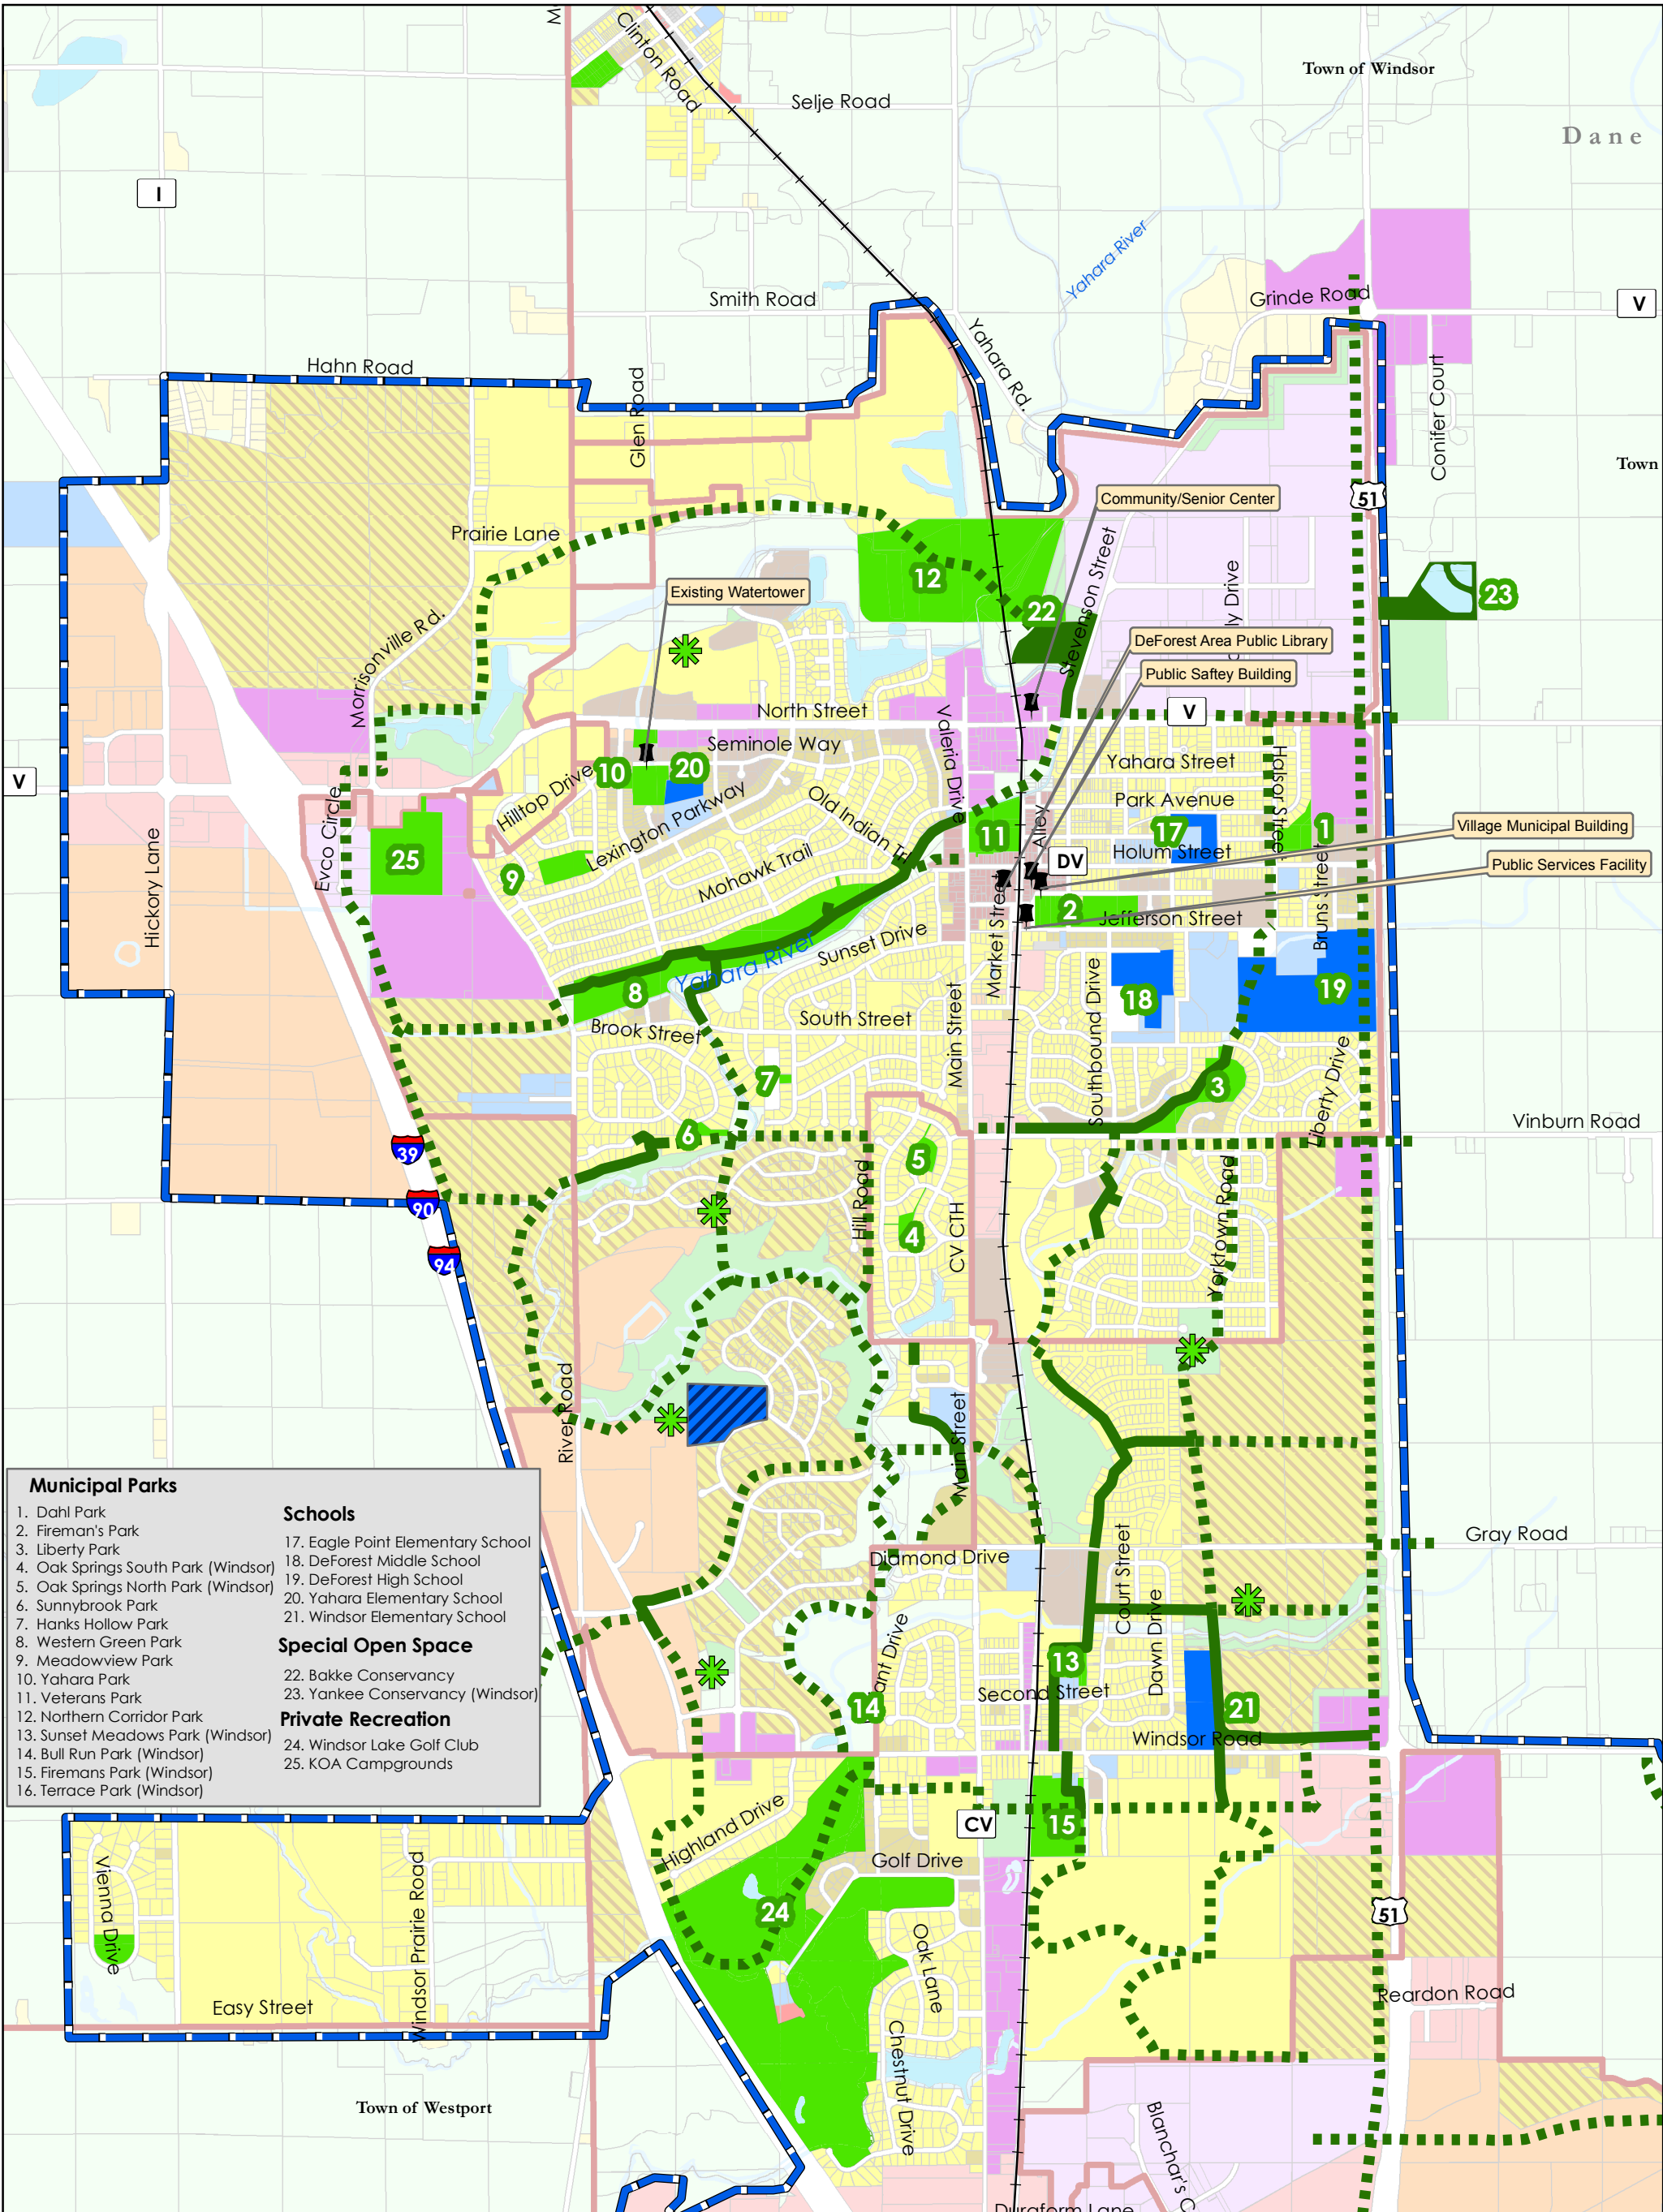 Clinton Road
Town of Windsor
Selje Road
Dane
I
Yahara River
Smith Road
Grinde Road
V
Yahara Rd.
Hahn Road
Glen Road
Conifer Court
Town
51
Community/Senior Center
Prairie Lane
Stevenson Street
12
Existing Watertower
22
23
ly Drive
DeForest Area Public Library
Morrisonville Rd.
Public Saftey Building
North Street
V
Valeria Drive
Seminole Way
Yahara Street
Halsor Street
V
10
20
Hilltop Drive
Park Avenue
Evco Circle
Lexington Parkway
Old Indian Trl
Alley
Village Municipal Building
11
17
1
Holum Street
DV
25
Hickory Lane
9
Mohawk Trail
Public Services Facility
Market Street
2
Jefferson Street
Bruns Street
Sunset Drive
Yahara River
8
18
19
Brook Street
South Street
Main Street
Southbound Drive
7
3
Liberty Drive
Vinburn Road
6
39
5
90
Hill Road
4
CV CTH
Yorktown Road
94
River Road
Main Street
Gray Road
Diamond Drive
Court Street
Dawn Drive
ant Drive
13
Second Street
14
21
Windsor Road
Municipal Parks
1. Dahl Park
2. Fireman's Park
3. Liberty Park
4. Oak Springs South Park (Windsor)
5. Oak Springs North Park (Windsor)
6. Sunnybrook Park
7. Hanks Hollow Park
8. Western Green Park
9. Meadowview Park
10. Yahara Park
11. Veterans Park
12. Northern Corridor Park
13. Sunset Meadows Park (Windsor)
14. Bull Run Park (Windsor)
15. Firemans Park (Windsor)
16. Terrace Park (Windsor)
Schools
17. Eagle Point Elementary School
18. DeForest Middle School
19. DeForest High School
20. Yahara Elementary School
21. Windsor Elementary School
Special Open Space
22. Bakke Conservancy
23. Yankee Conservancy (Windsor)
Private Recreation
24. Windsor Lake Golf Club
25. KOA Campgrounds
Highland Drive
CV
15
Golf Drive
Vienna Drive
Windsor Prairie Road
24
51
Oak Lane
Easy Street
Reardon Road
Chestnut Drive
Town of Westport
Blanchar's C
Duraform Lane